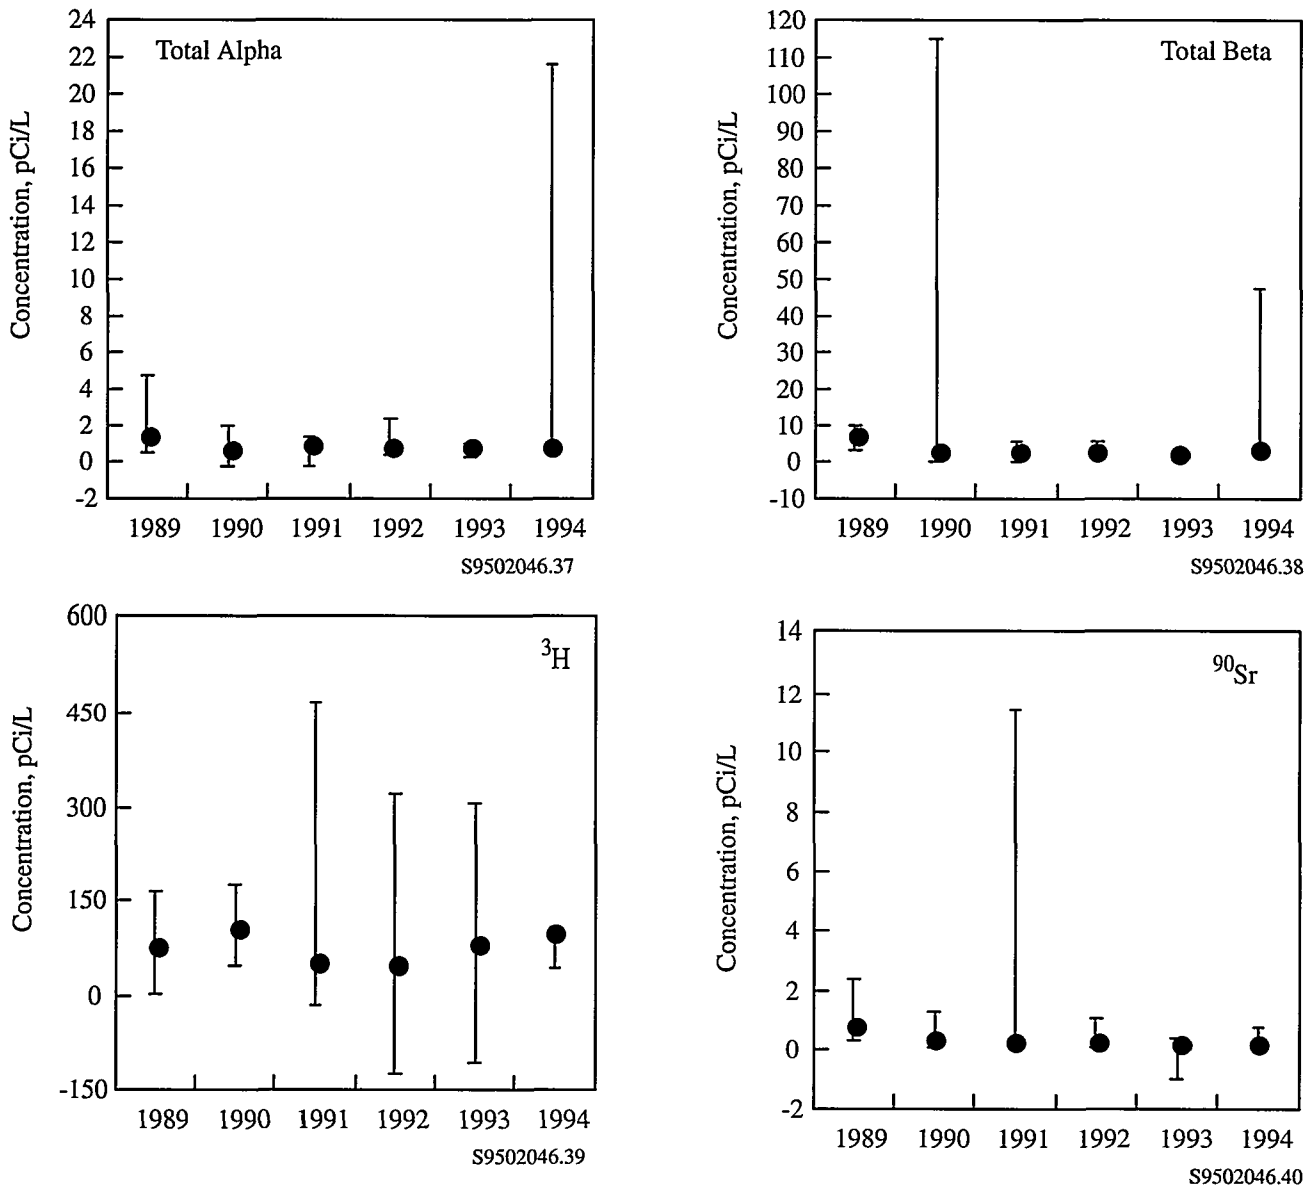 24
22
20
18
16
14
12
10
8
6
4
2
0
-2
Concentration, pCi/L
Total Alpha
1989 1990 1991 1992 1993 1994
S9502046.37
120
110
100
90
80
70
60
50
40
30
20
10
0
-10
Concentration, pCi/L
Total Beta
1989 1990 1991 1992 1993 1994
S9502046.38
600
450
300
150
0
-150
Concentration, pCi/L
³H
1989 1990 1991 1992 1993 1994
S9502046.39
14
12
10
8
6
4
2
0
-2
Concentration, pCi/L
⁹⁰Sr
1989 1990 1991 1992 1993 1994
S9502046.40